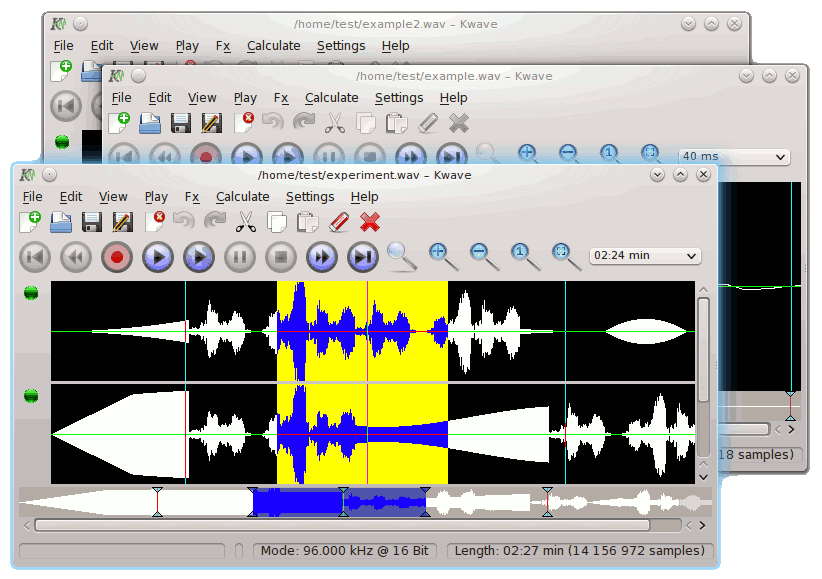 /home/test/example2.wav – Kwave
File Edit View Play Fx Calculate Settings Help
/home/test/example.wav – Kwave
File Edit View Play Fx Calculate Settings Help
40 ms
/home/test/experiment.wav – Kwave
File Edit View Play Fx Calculate Settings Help
1
02:24 min
18 samples)
Mode: 96.000 kHz @ 16 Bit
Length: 02:27 min (14 156 972 samples)